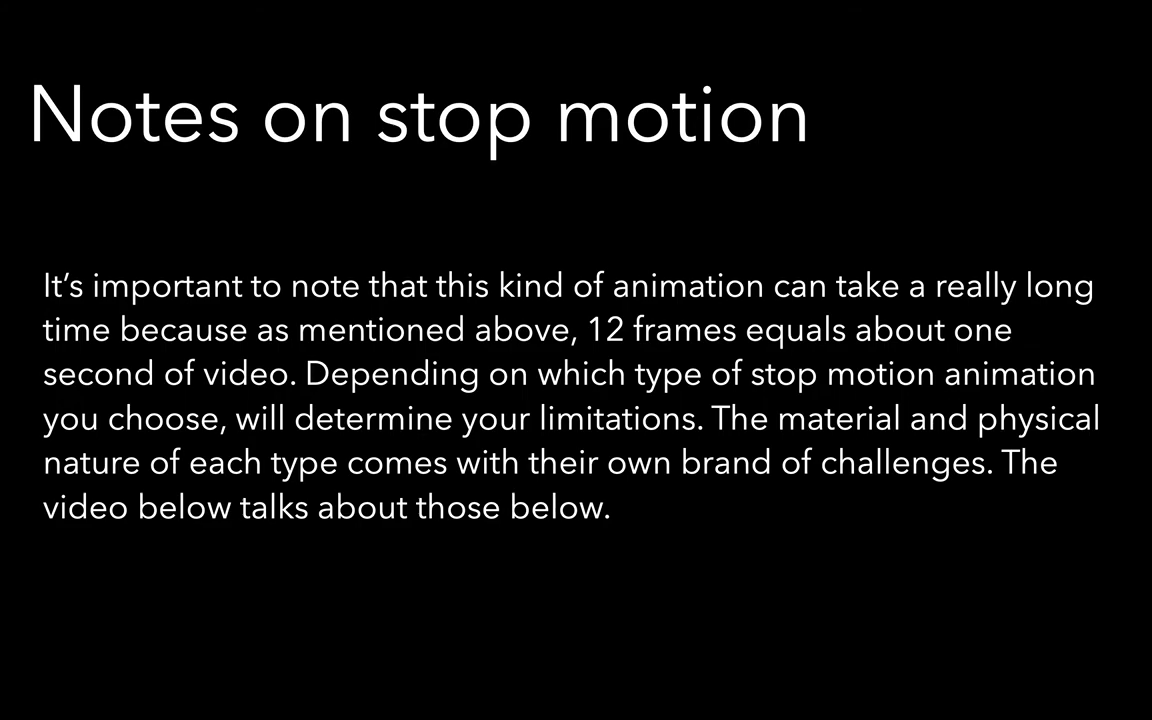 Notes on stop motion
It’s important to note that this kind of animation can take a really long
time because as mentioned above, 12 frames equals about one
second of video. Depending on which type of stop motion animation
you choose, will determine your limitations. The material and physical
nature of each type comes with their own brand of challenges. The
video below talks about those below.